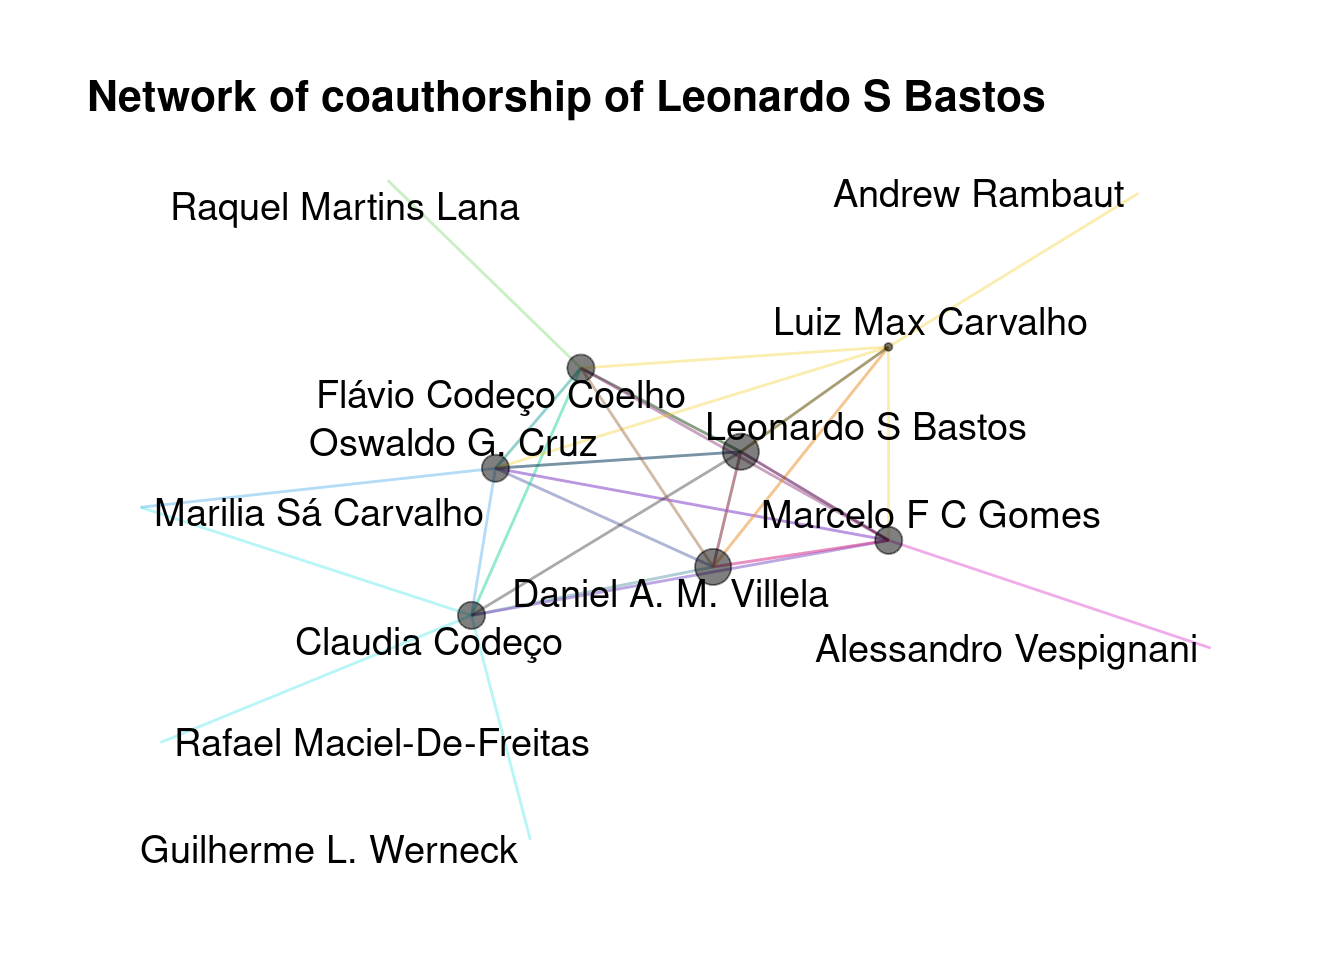 Network of coauthorship of Leonardo S Bastos
Raquel Martins Lana
Andrew Rambaut
Luiz Max Carvalho
Flávio Codeço Coelho
Leonardo S Bastos
Oswaldo G. Cruz
Marilia Sá Carvalho
Marcelo F C Gomes
Daniel A. M. Villela
Claudia Codeço
Alessandro Vespignani
Rafael Maciel-De-Freitas
Guilherme L. Werneck